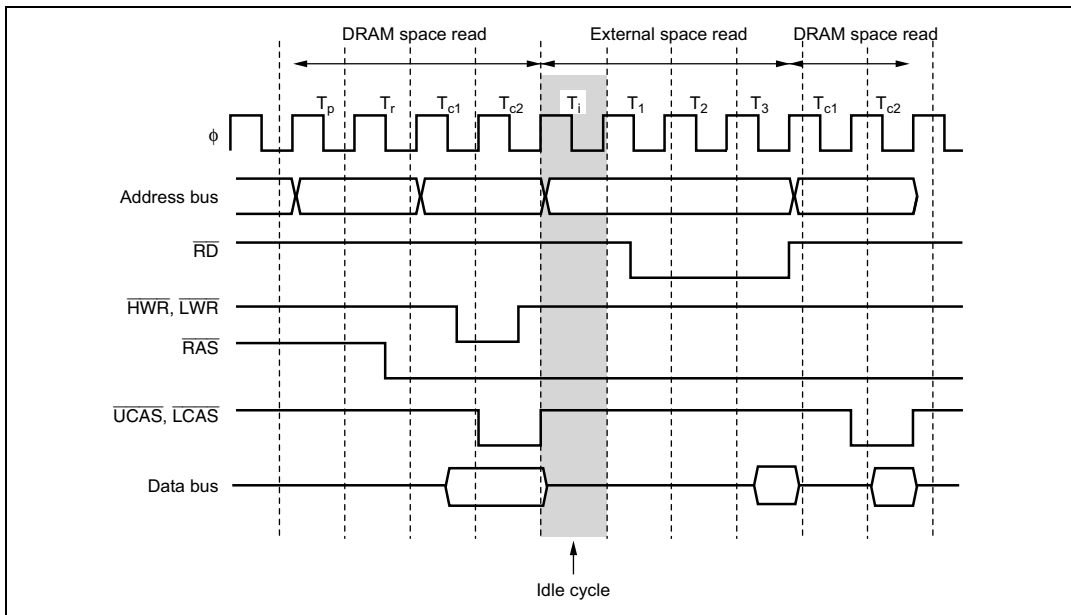 DRAM space read External space read DRAM space read
Tp Tr Tc1 Tc2 Ti T1 T2 T3 Tc1 Tc2
ϕ
Address bus
RD
HWR, LWR
RAS
UCAS, LCAS
Data bus
Idle cycle